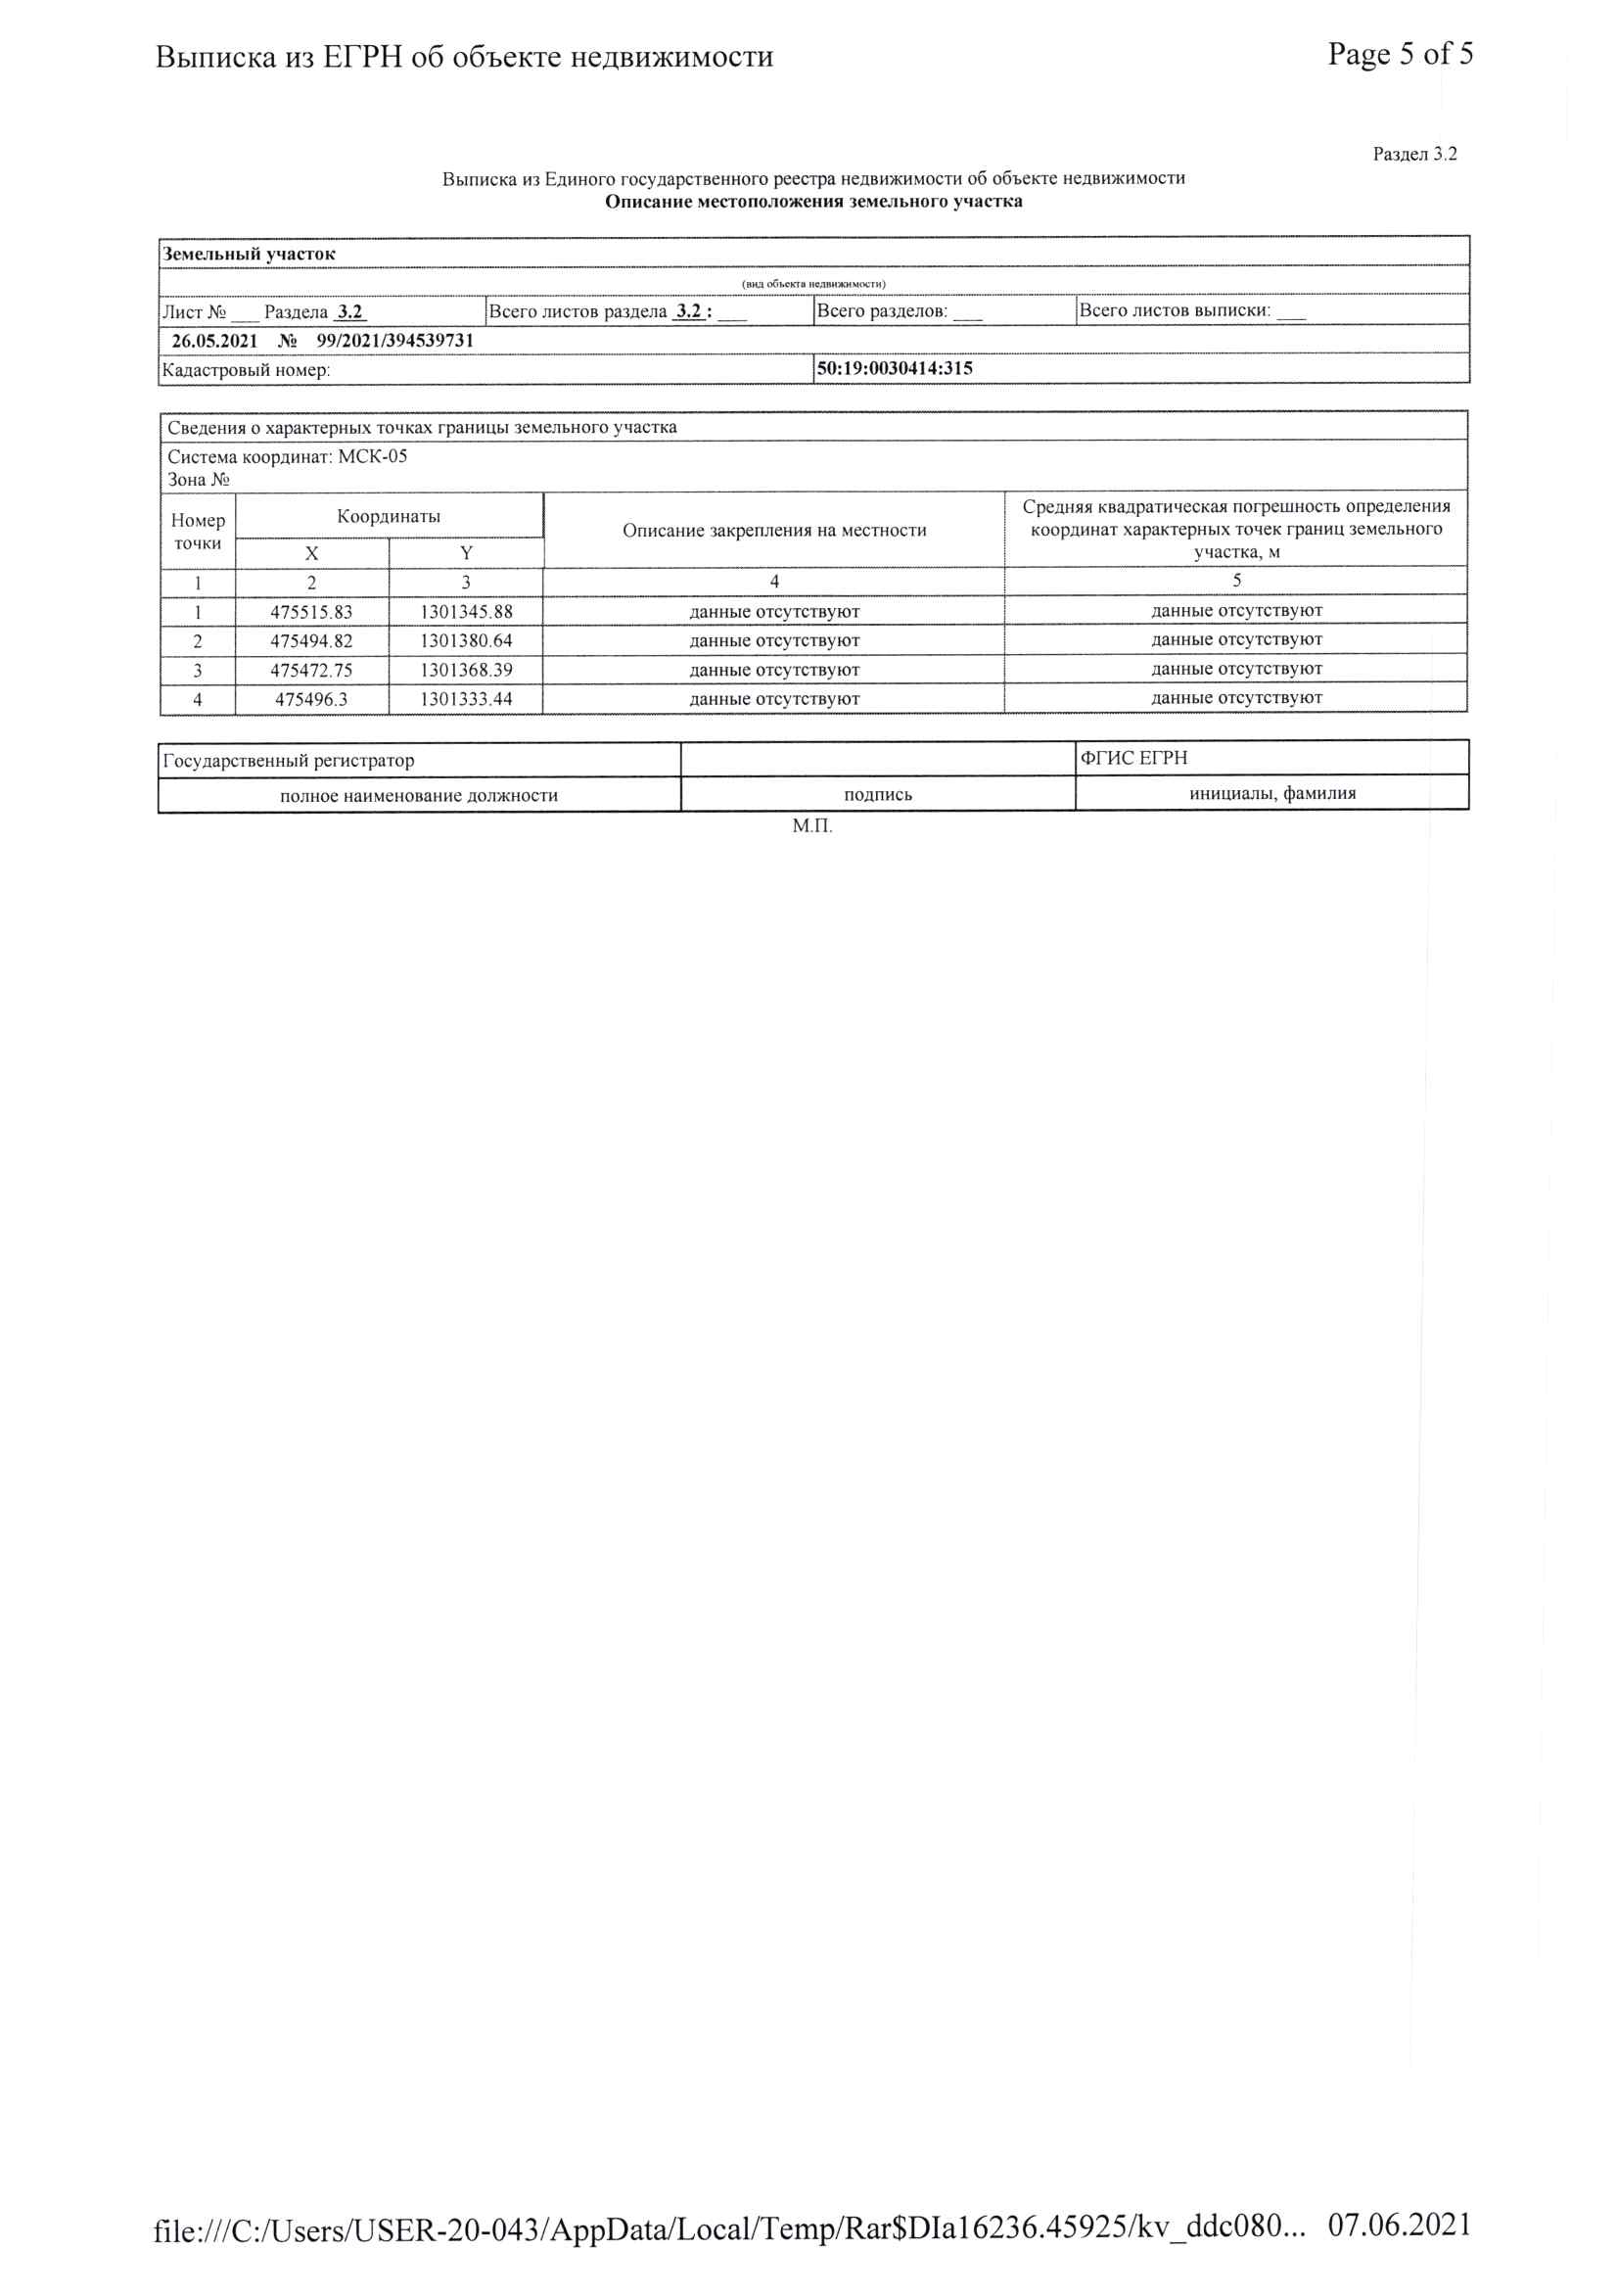 Выписка из ЕГРН об объекте недвижимости Page 5 of 5
Раздел 3.2
Выписка из Единого государственного реестра недвижимости об объекте недвижимости
Описание местоположения земельного участка
Земельный участок
(вид объекта недвижимости)
Лист № ___ Раздела 3.2 Всего листов раздела 3.2 : ___ Всего разделов: ___ Всего листов выписки: ___
26.05.2021 № 99/2021/394539731
Кадастровый номер: 50:19:0030414:315
Сведения о характерных точках границы земельного участка
Система координат: МСК-05
Зона №
Номер точки Координаты Описание закрепления на местности Средняя квадратическая погрешность определения координат характерных точек границ земельного участка, м
X Y
1 2 3 4 5
1 475515.83 1301345.88 данные отсутствуют данные отсутствуют
2 475494.82 1301380.64 данные отсутствуют данные отсутствуют
3 475472.75 1301368.39 данные отсутствуют данные отсутствуют
4 475496.3 1301333.44 данные отсутствуют данные отсутствуют
Государственный регистратор ФГИС ЕГРН
полное наименование должности подпись инициалы, фамилия
М.П.
file:///C:/Users/USER-20-043/AppData/Local/Temp/Rar$DIa16236.45925/kv_ddc080... 07.06.2021